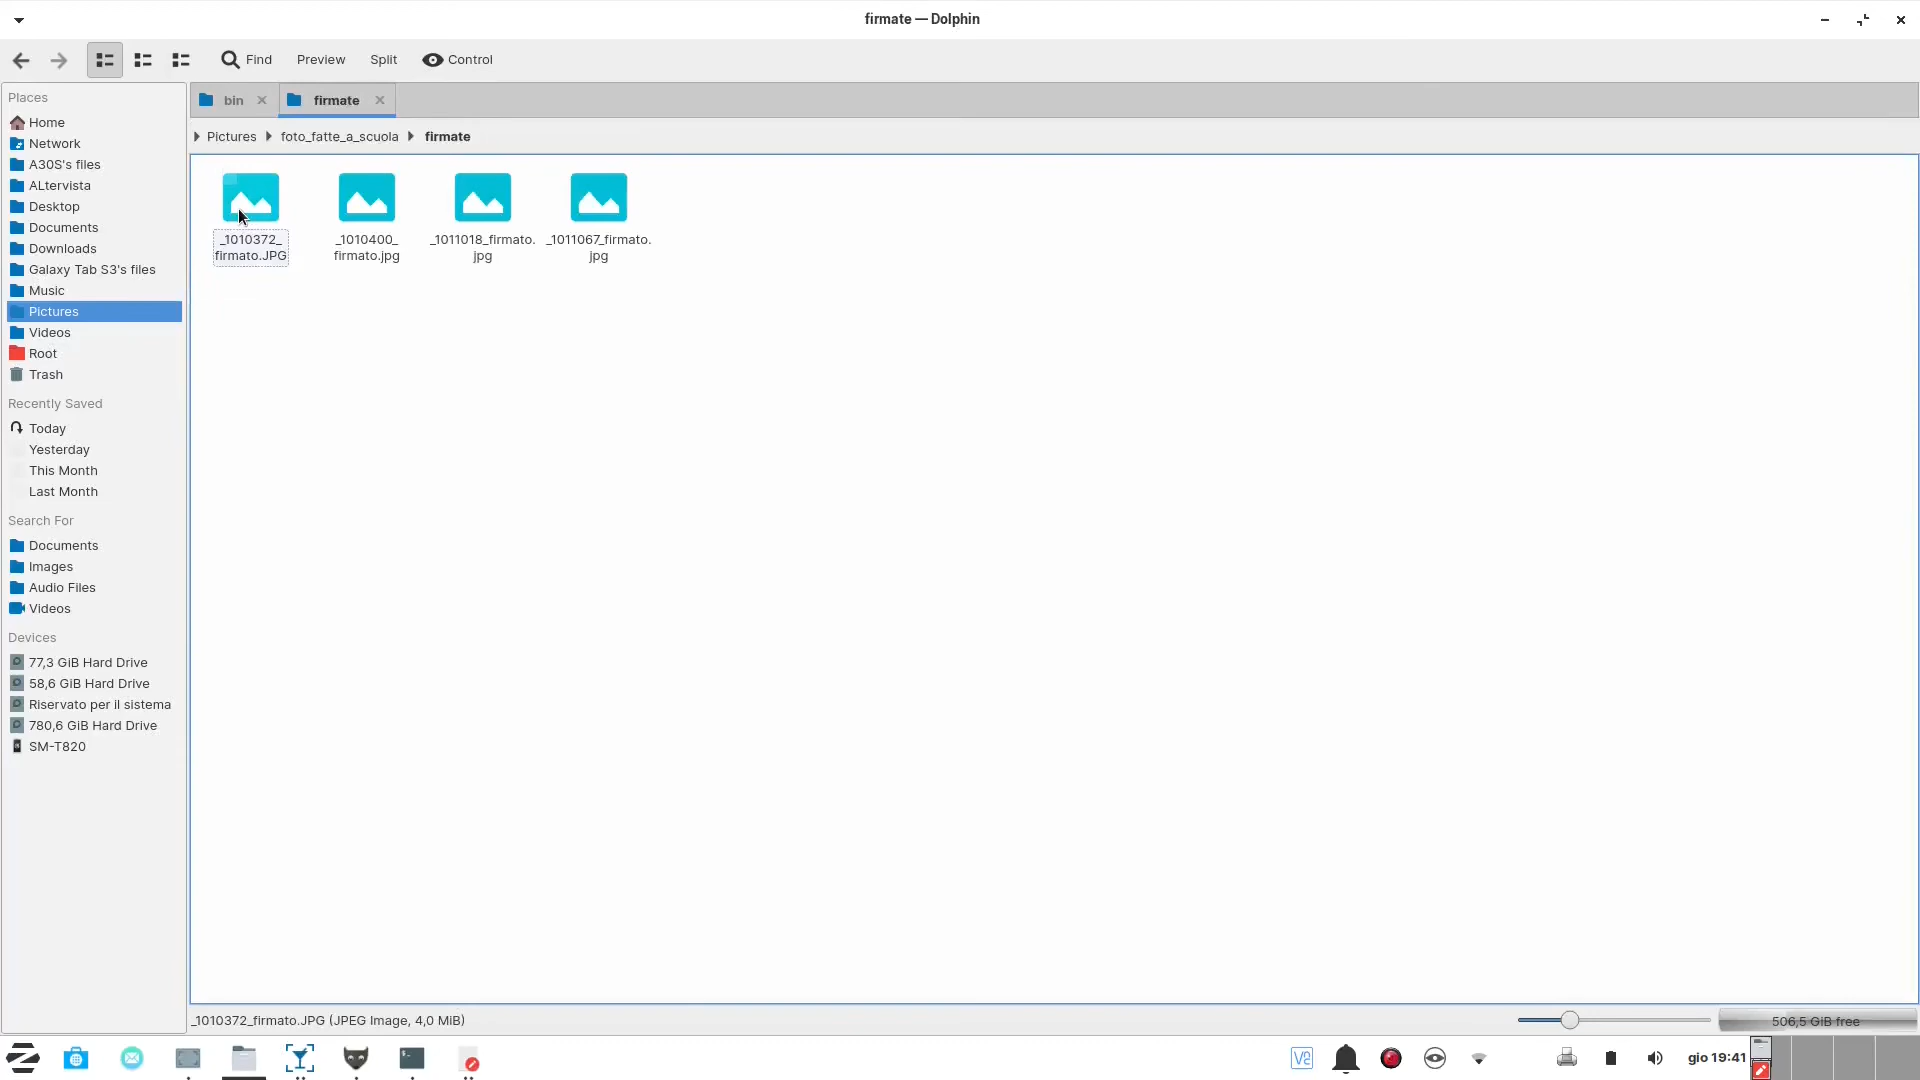 firmate — Dolphin
Find
Preview
Split
Control
Places
Home
Network
A30S's files
ALtervista
Desktop
Documents
Downloads
Galaxy Tab S3's files
Music
Pictures
Videos
Root
Trash
Recently Saved
Today
Yesterday
This Month
Last Month
Search For
Documents
Images
Audio Files
Videos
Devices
77,3 GiB Hard Drive
58,6 GiB Hard Drive
Riservato per il sistema
780,6 GiB Hard Drive
SM-T820
bin
firmate
Pictures
foto_fatte_a_scuola
firmate
_1010372_
firmato.JPG
_1010400_
firmato.jpg
_1011018_firmato.
jpg
_1011067_firmato.
jpg
_1010372_firmato.JPG (JPEG Image, 4,0 MiB)
506,5 GiB free
gio 19:41